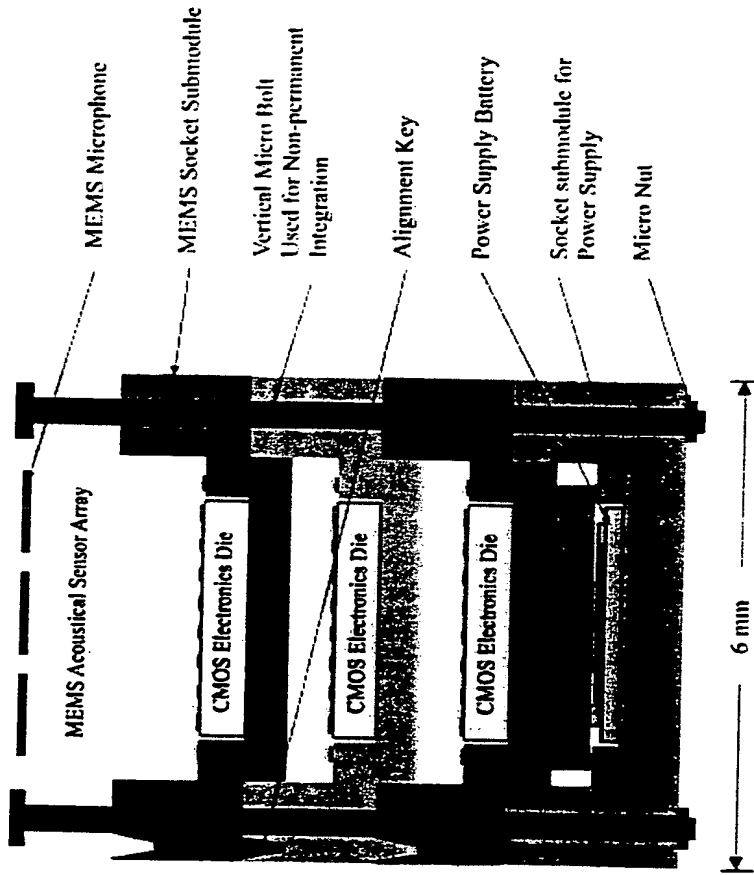 MEMS Microphone
MEMS Socket Submodule
Vertical Micro Bolt
Used for Non-permanent
Integration
Alignment Key
Power Supply Battery
Socket submodule for
Power Supply
Micro Nut
MEMS Acoustical Sensor Array
CMOS Electronics Die
CMOS Electronics Die
CMOS Electronics Die
6 mm